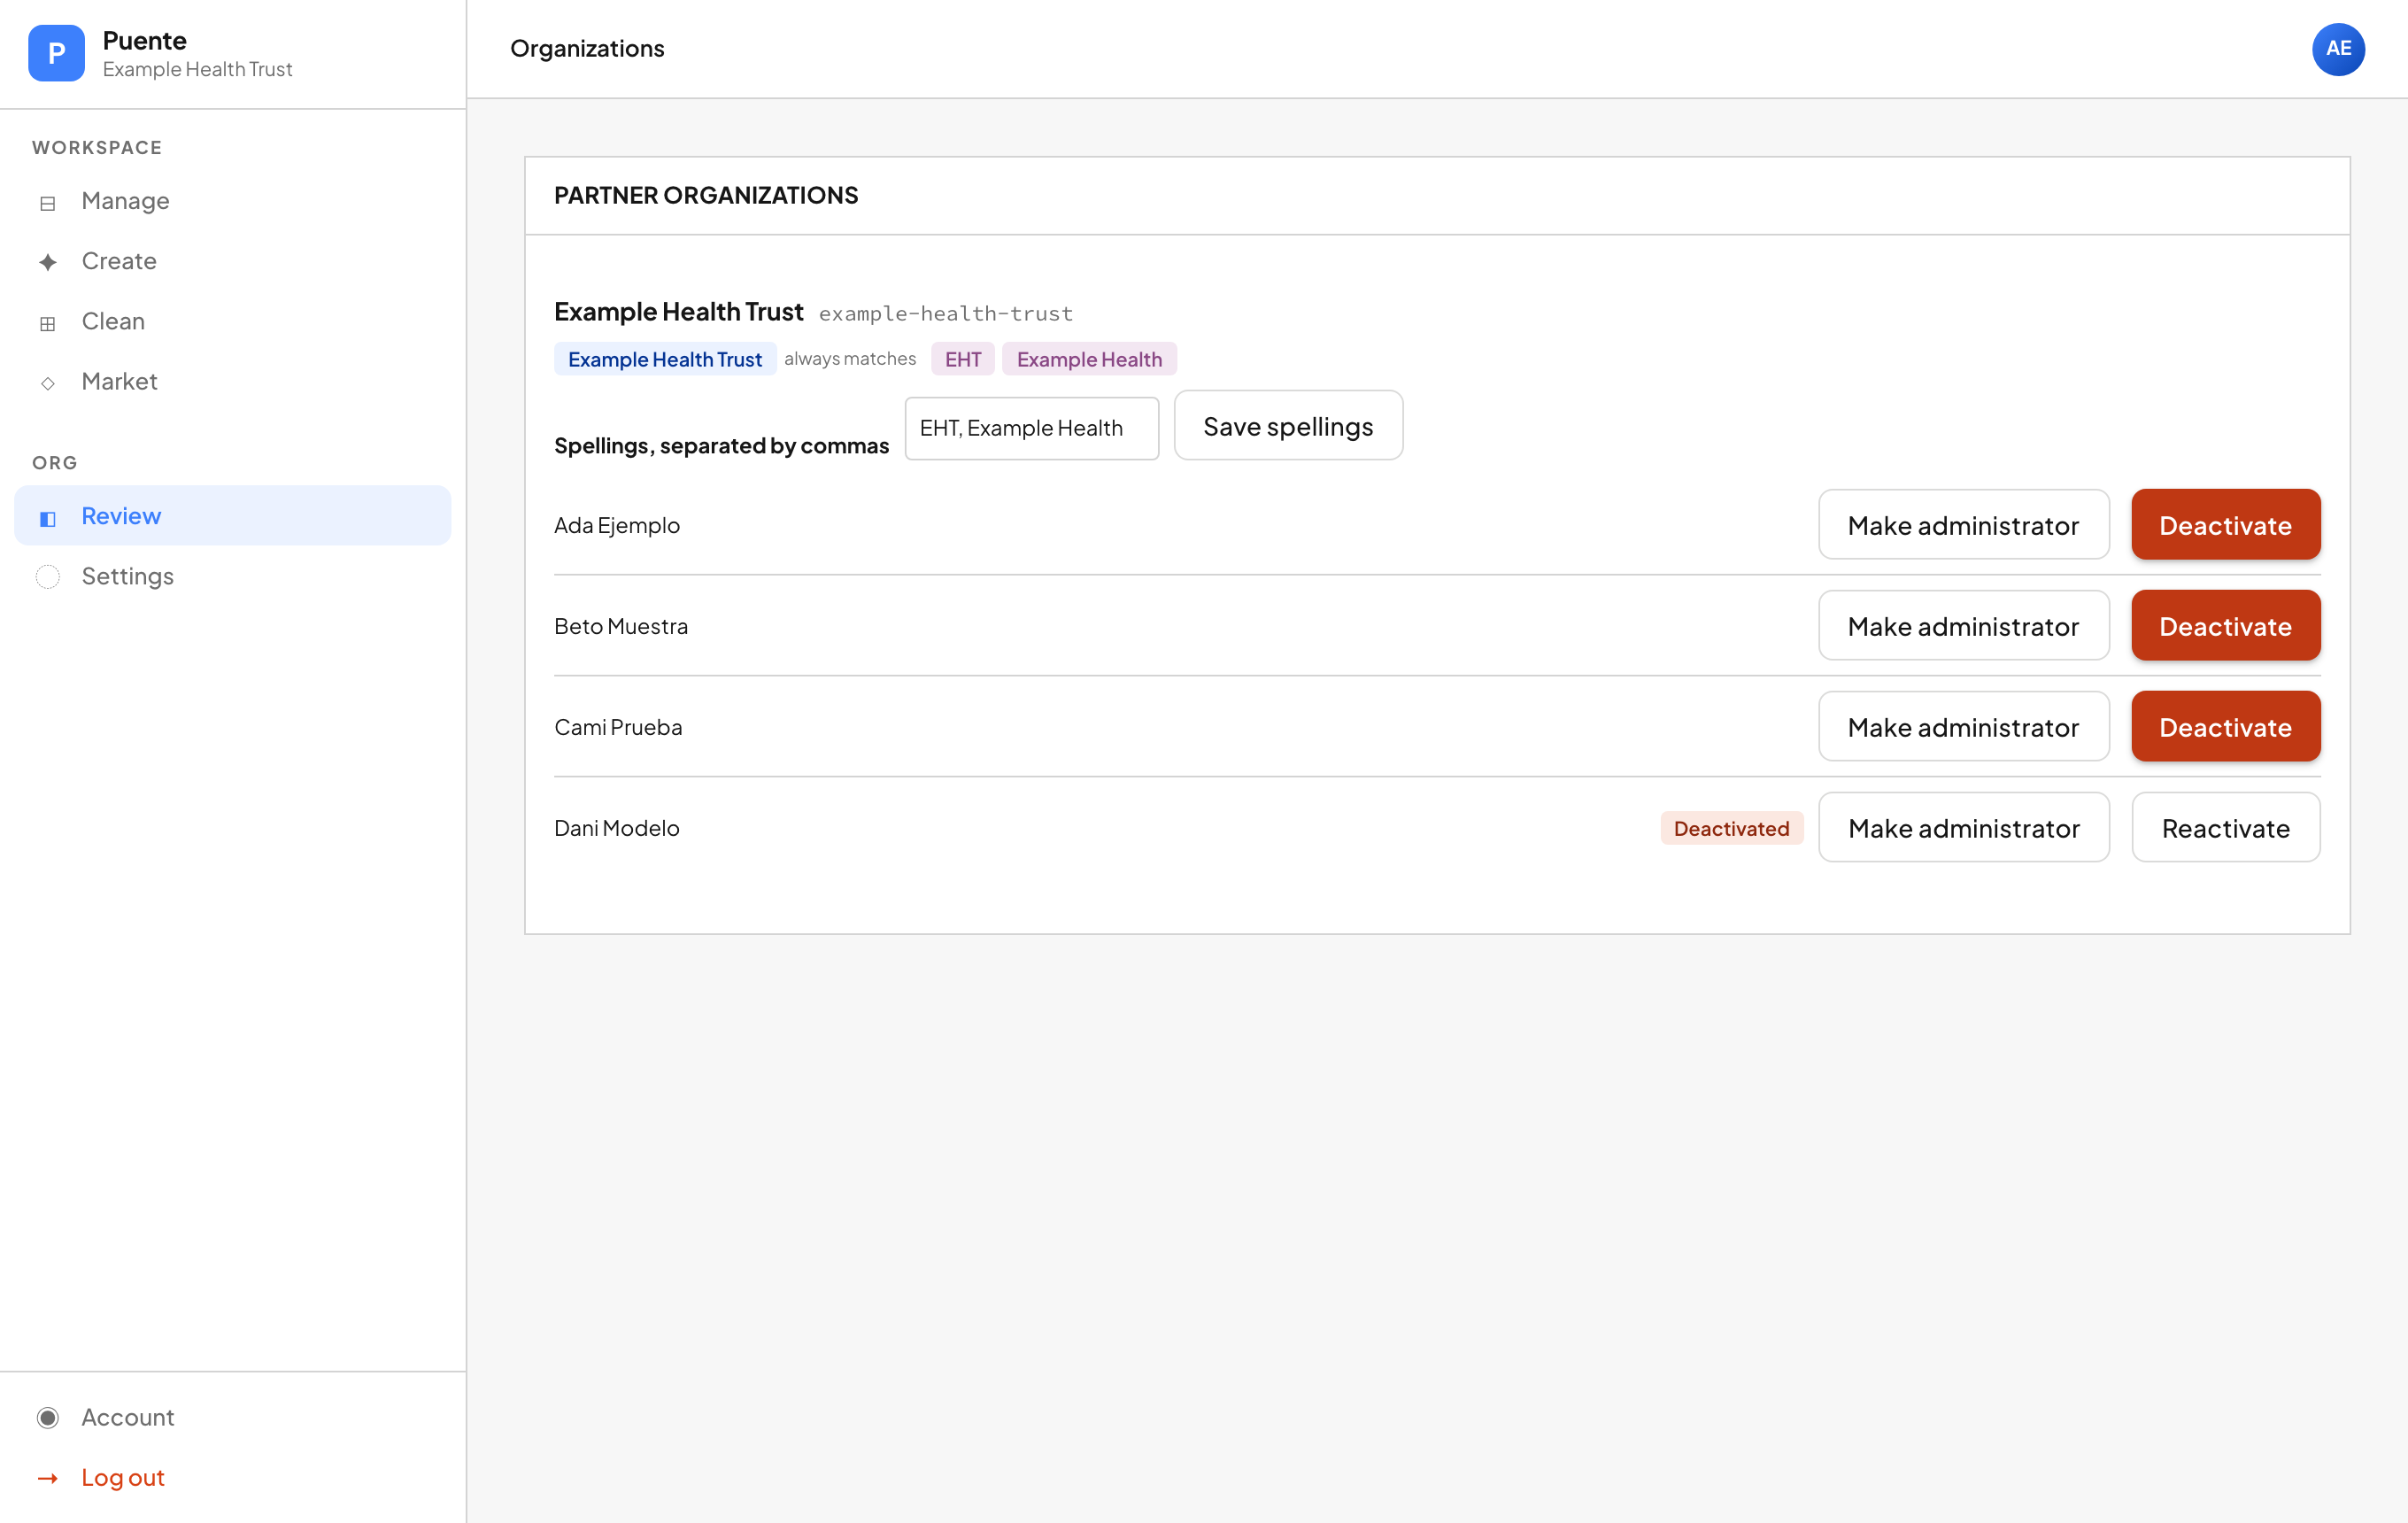 P
Puente
Example Health Trust
Organizations
AE
WORKSPACE
Manage
Create
Clean
Market
ORG
Review
Settings
PARTNER ORGANIZATIONS
Example Health Trust example-health-trust
Example Health Trust always matches EHT Example Health
Spellings, separated by commas EHT, Example Health Save spellings
Ada Ejemplo Make administrator Deactivate
Beto Muestra Make administrator Deactivate
Cami Prueba Make administrator Deactivate
Dani Modelo Deactivated Make administrator Reactivate
Account
Log out